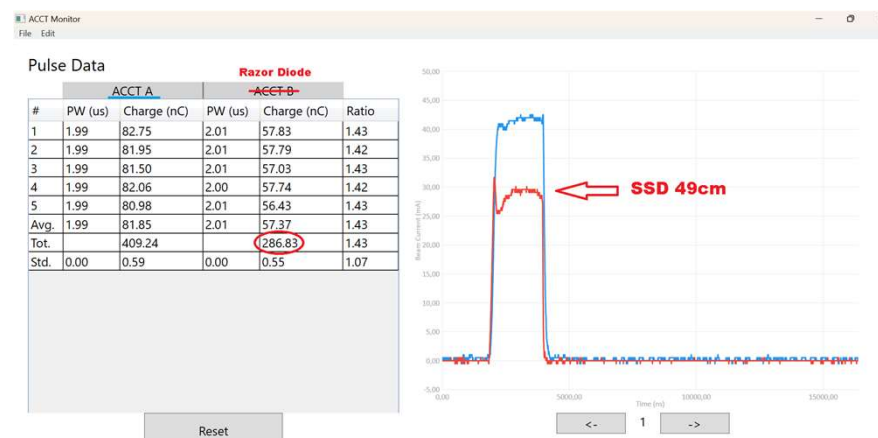 ACCT Monitor
File Edit
Pulse Data
Razor Diode
ACCT A ACCT B
# PW (us) Charge (nC) PW (us) Charge (nC) Ratio
1 1.99 82.75 2.01 57.83 1.43
2 1.99 81.95 2.01 57.79 1.42
3 1.99 81.50 2.01 57.03 1.43
4 1.99 82.06 2.00 57.74 1.42
5 1.99 80.98 2.01 56.43 1.43
Avg. 1.99 81.85 2.01 57.37 1.43
Tot. 409.24 286.83 1.43
Std. 0.00 0.59 0.00 0.55 1.07
Reset
50,00
45,00
40,00
35,00
30,00
25,00
20,00
15,00
10,00
5,00
0,00
-5,00
Beam Current (mA)
SSD 49cm
0,00 5000,00 10000,00 15000,00
Time (ns)
<- 1 ->